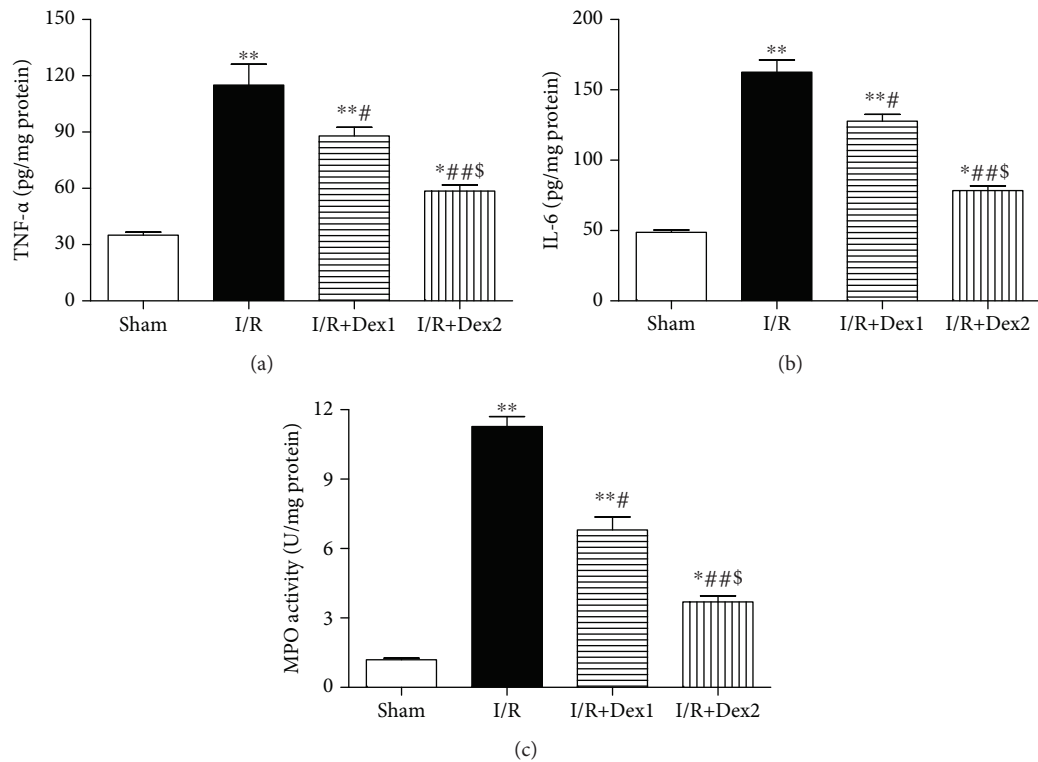 150
120
90
60
30
0
TNF-α (pg/mg protein)
**
**#
*##$
Sham I/R I/R+Dex1 I/R+Dex2
(a)
200
150
100
50
0
IL-6 (pg/mg protein)
**
**#
*##$
Sham I/R I/R+Dex1 I/R+Dex2
(b)
12
9
6
3
0
MPO activity (U/mg protein)
**
**#
*##$
Sham I/R I/R+Dex1 I/R+Dex2
(c)